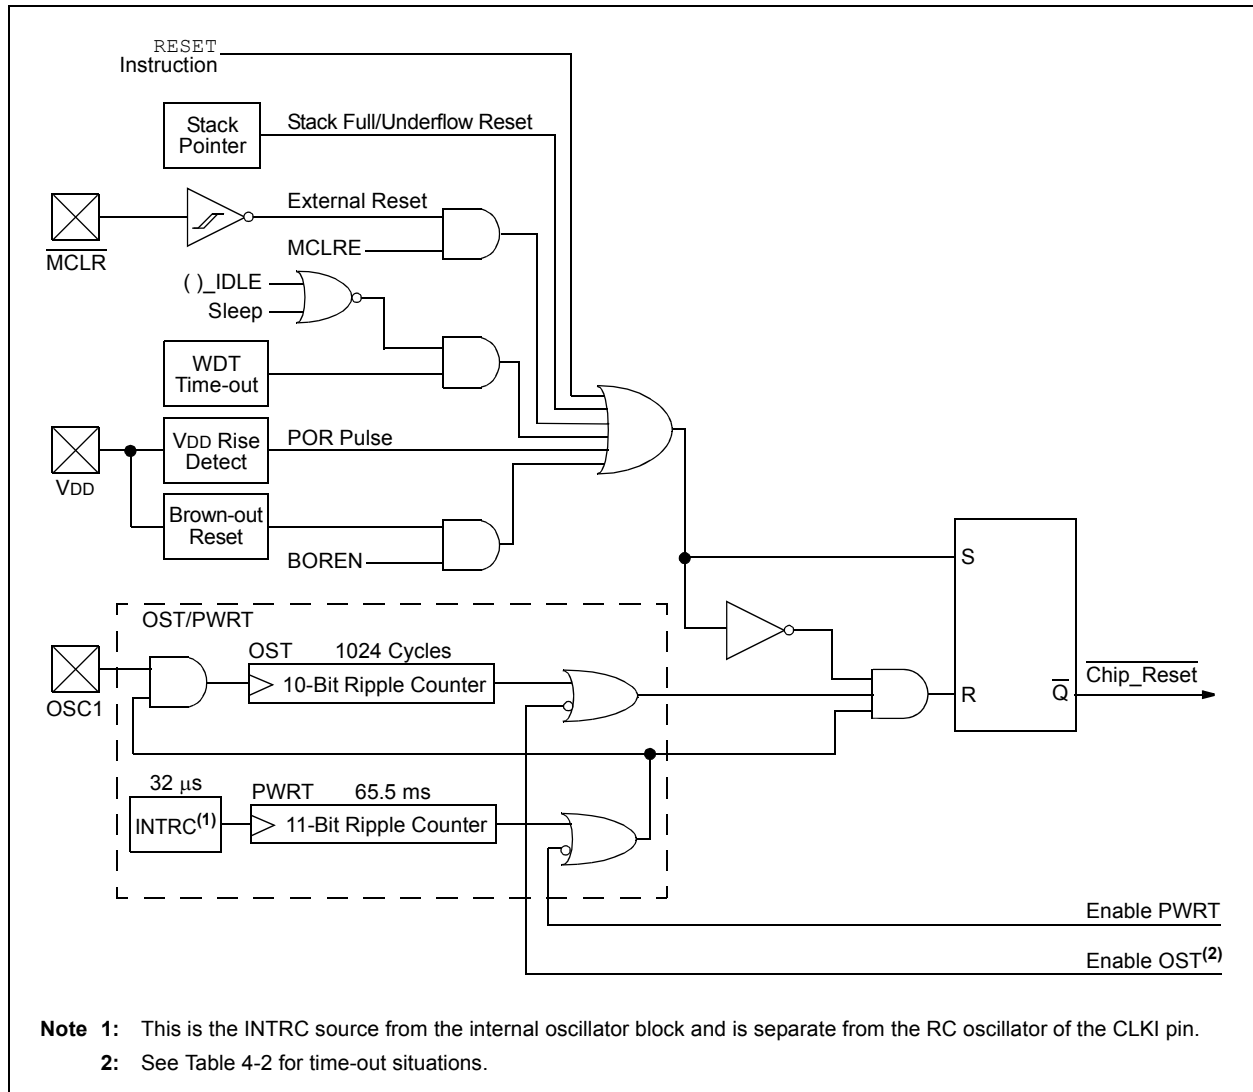 RESET
Instruction
Stack
Pointer
Stack Full/Underflow Reset
External Reset
MCLR
MCLRE
( )_IDLE
Sleep
WDT
Time-out
VDD Rise
Detect
POR Pulse
VDD
Brown-out
Reset
BOREN
S
OST/PWRT
OST 1024 Cycles
10-Bit Ripple Counter
OSC1
R
Q
Chip_Reset
32 μs
PWRT 65.5 ms
INTRC(1)
11-Bit Ripple Counter
Enable PWRT
Enable OST(2)
Note 1: This is the INTRC source from the internal oscillator block and is separate from the RC oscillator of the CLKI pin.
2: See Table 4-2 for time-out situations.